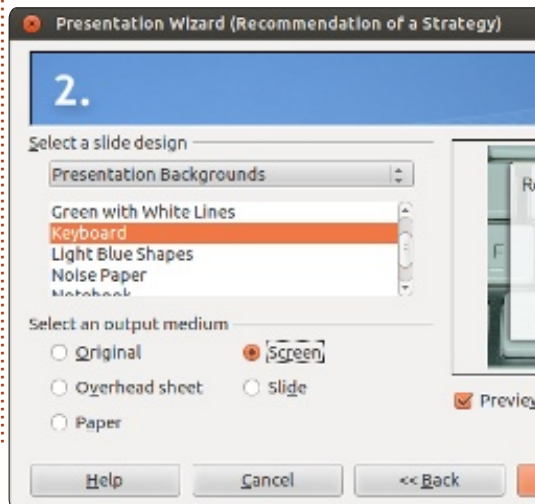 Presentation Wizard (Recommendation of a Strategy)
2.
Select a slide design
Presentation Backgrounds
Green with White Lines
Keyboard
Light Blue Shapes
Noise Paper
Notebook
Select an output medium
Original
Screen
Overhead sheet
Slide
Paper
F
Help
Cancel
<< Back